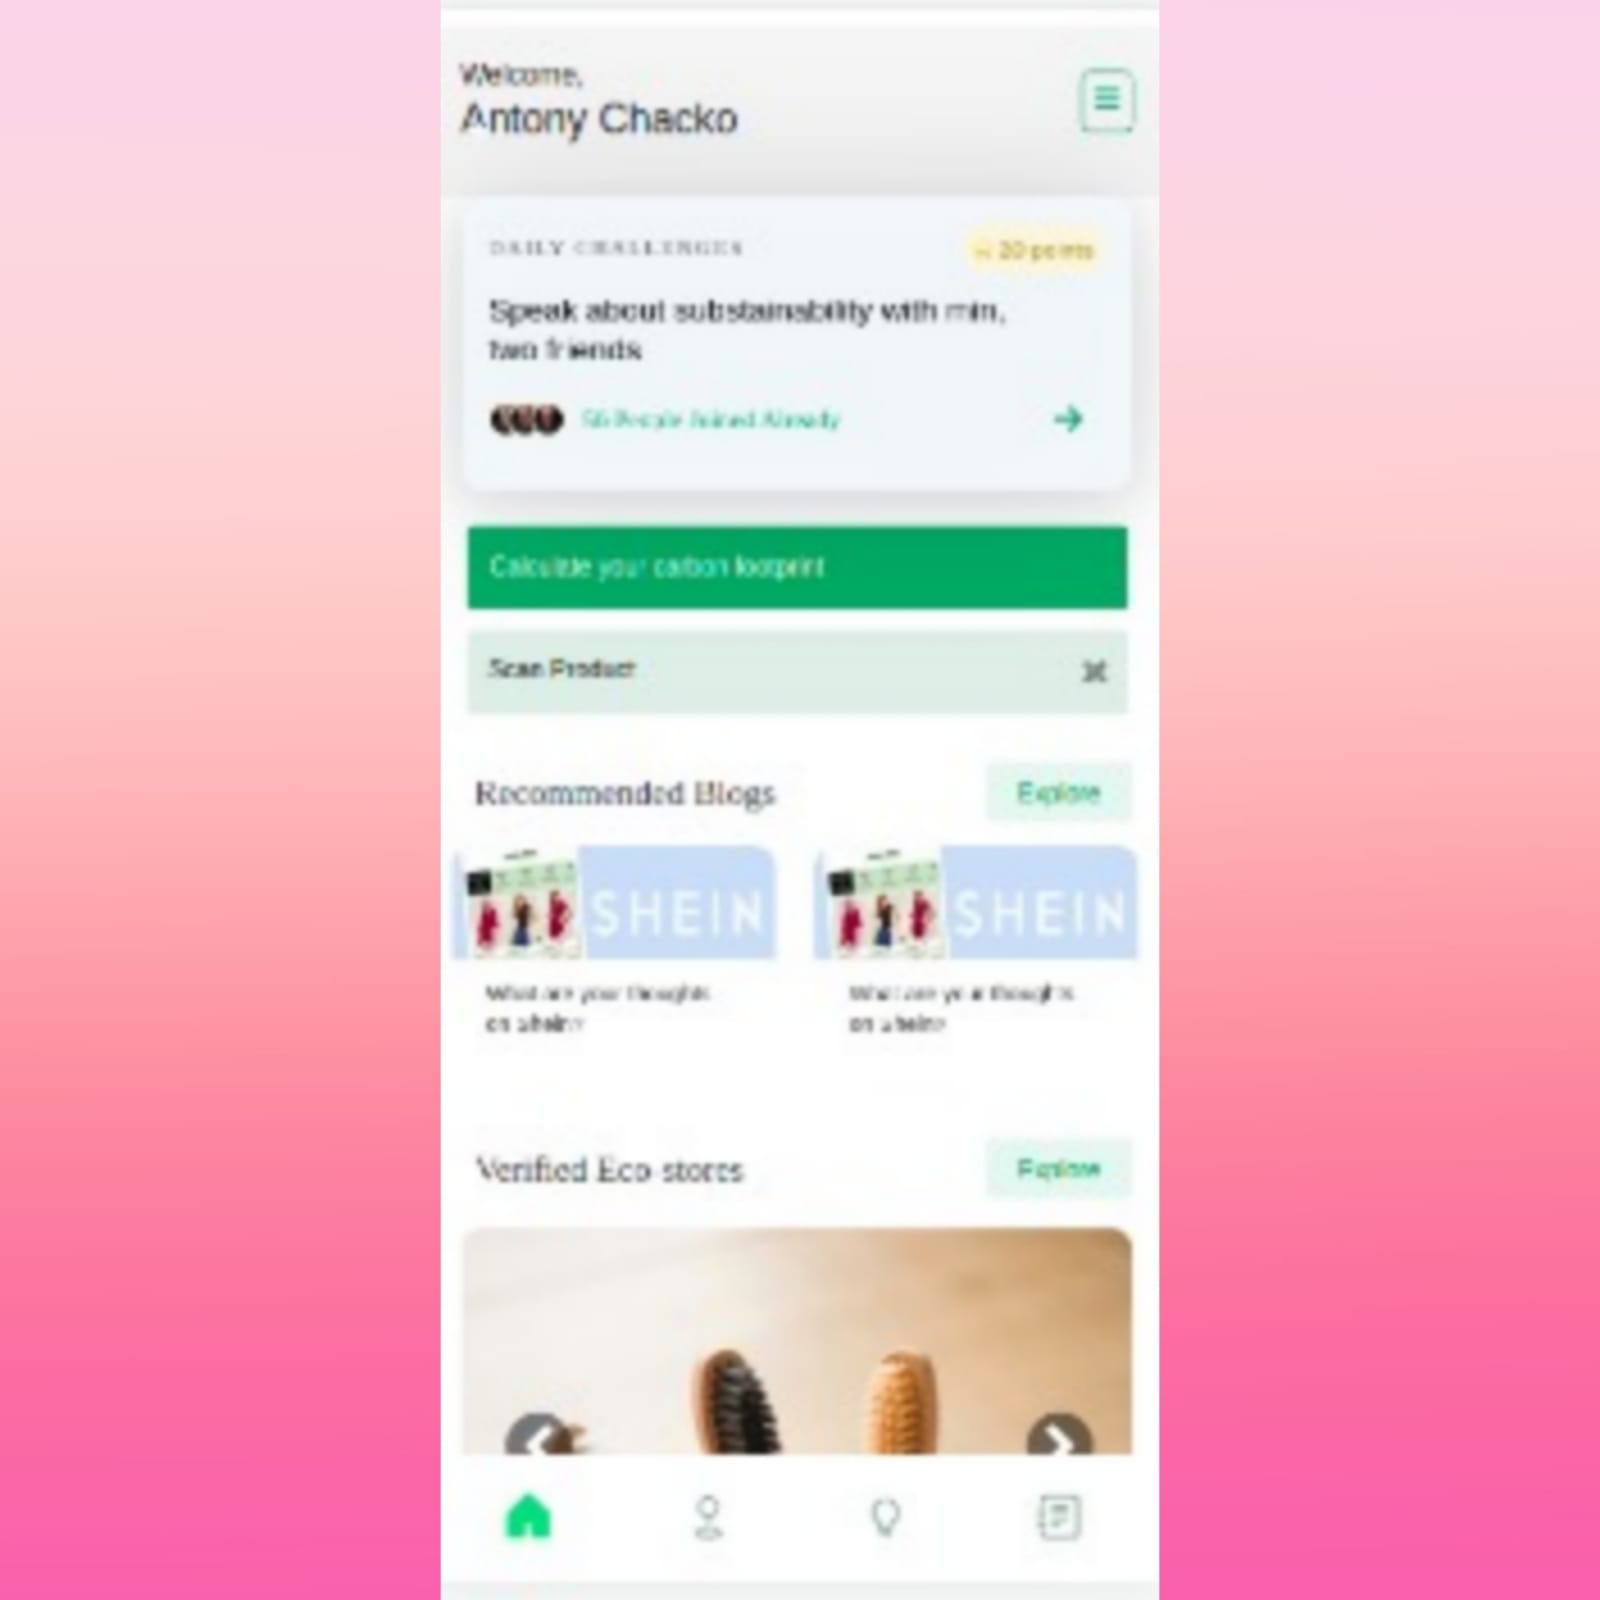 Welcome,
Antony Chacko
DAILY CHALLENGES
20 points
Speak about substainability with min,
two friends
56 People Joined Already
Calculate your carbon footprint
Scan Product
Recommended Blogs
Explore
SHEIN
SHEIN
What are your thoughts
on Shein?
What are your thoughts
on Shein?
Verified Eco-stores
Explore